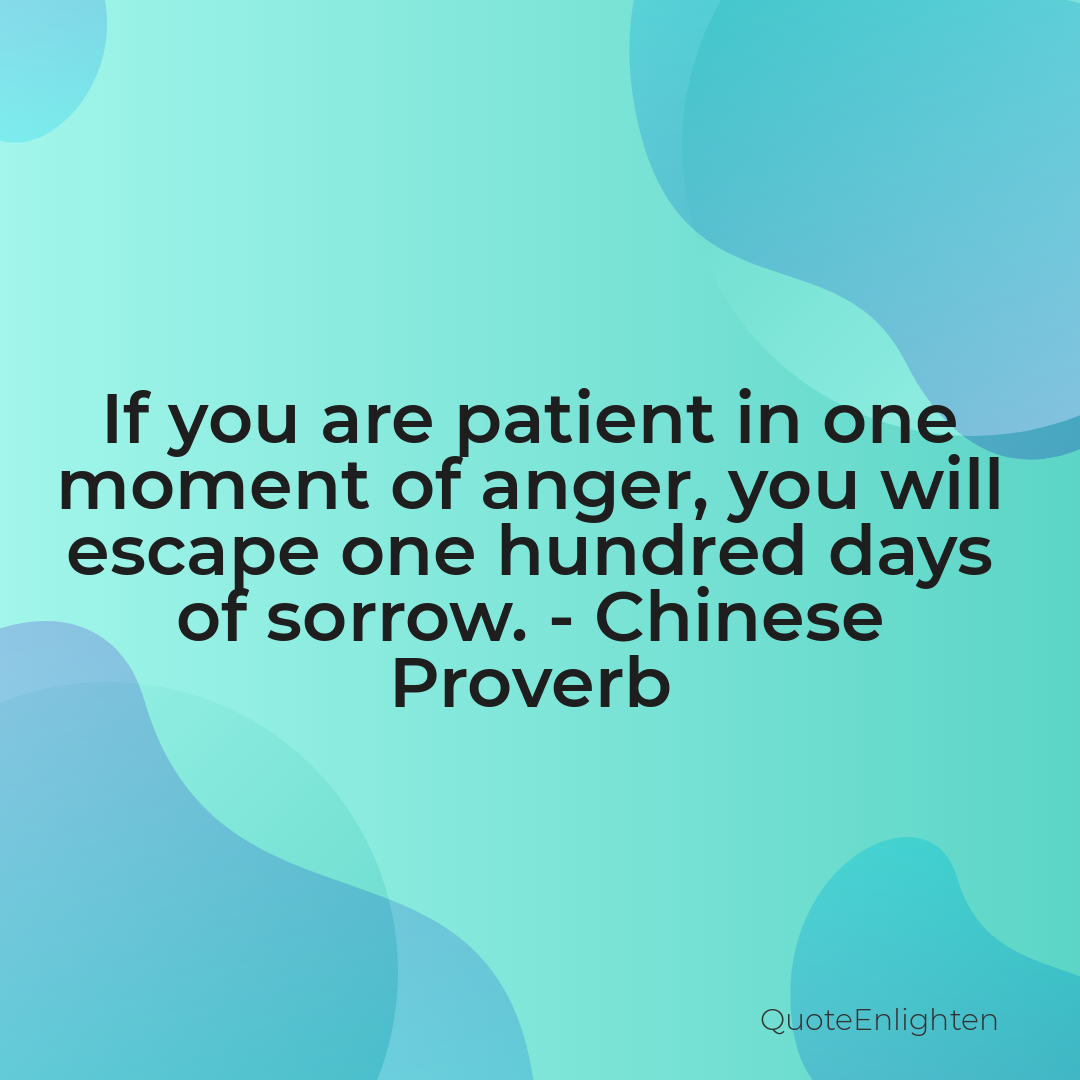 If you are patient in one
moment of anger, you will
escape one hundred days
of sorrow. - Chinese
Proverb
QuoteEnlighten